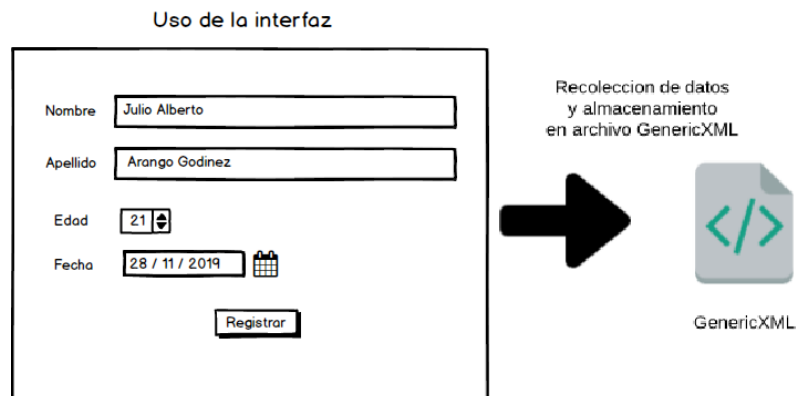 Uso de la interfaz
Nombre Julio Alberto
Apellido Arango Godinez
Edad 21
Fecha 28 / 11 / 2019
Registrar
Recoleccion de datos
y almacenamiento
en archivo GenericXML
</>
GenericXML